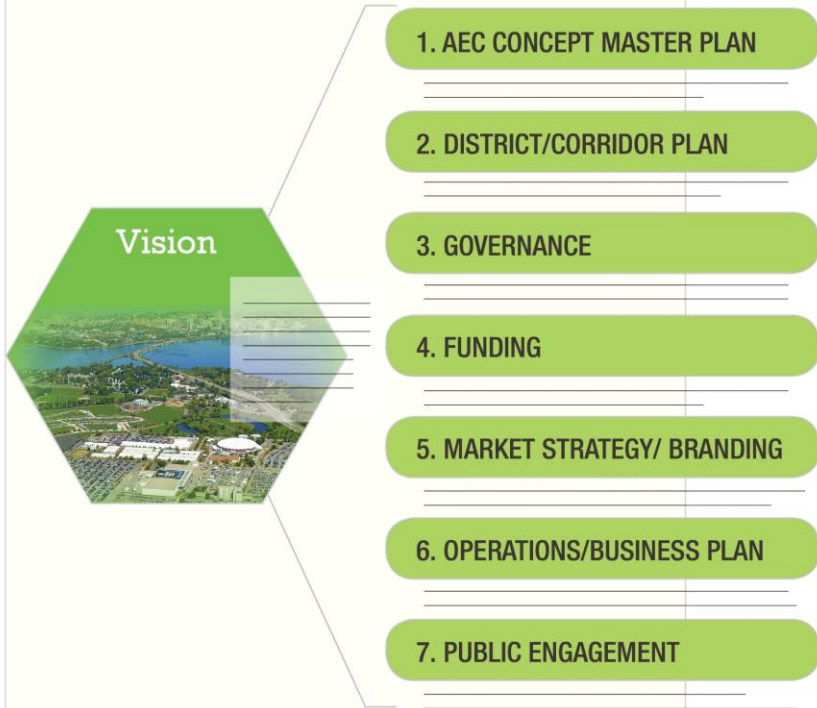 Vision
1. AEC CONCEPT MASTER PLAN
2. DISTRICT/CORRIDOR PLAN
3. GOVERNANCE
4. FUNDING
5. MARKET STRATEGY/ BRANDING
6. OPERATIONS/BUSINESS PLAN
7. PUBLIC ENGAGEMENT